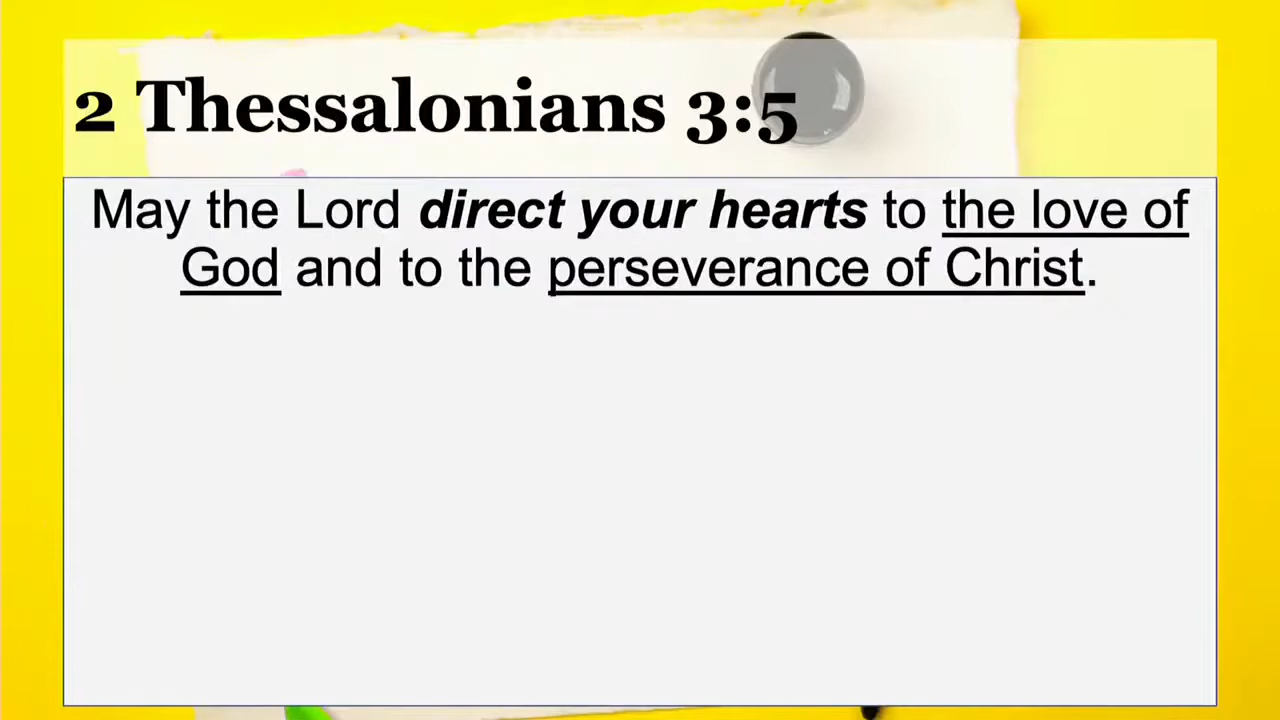 2 Thessalonians 3:5
May the Lord direct your hearts to the love of
God and to the perseverance of Christ.